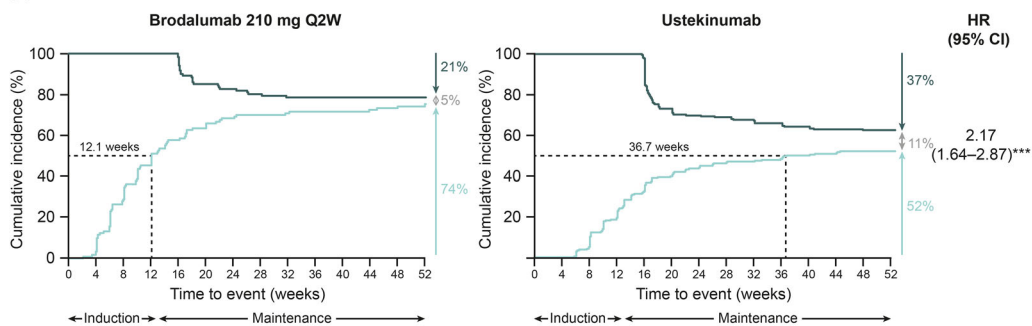 Brodalumab 210 mg Q2W
Ustekinumab
HR
(95% CI)
Cumulative incidence (%)
100
80
60
40
20
0
12.1 weeks
21%
5%
74%
0 4 8 12 16 20 24 28 32 36 40 44 48 52
Time to event (weeks)
Induction
Maintenance
Cumulative incidence (%)
100
80
60
40
20
0
36.7 weeks
37%
11%
52%
0 4 8 12 16 20 24 28 32 36 40 44 48 52
Time to event (weeks)
Induction
Maintenance
2.17
(1.64–2.87)***